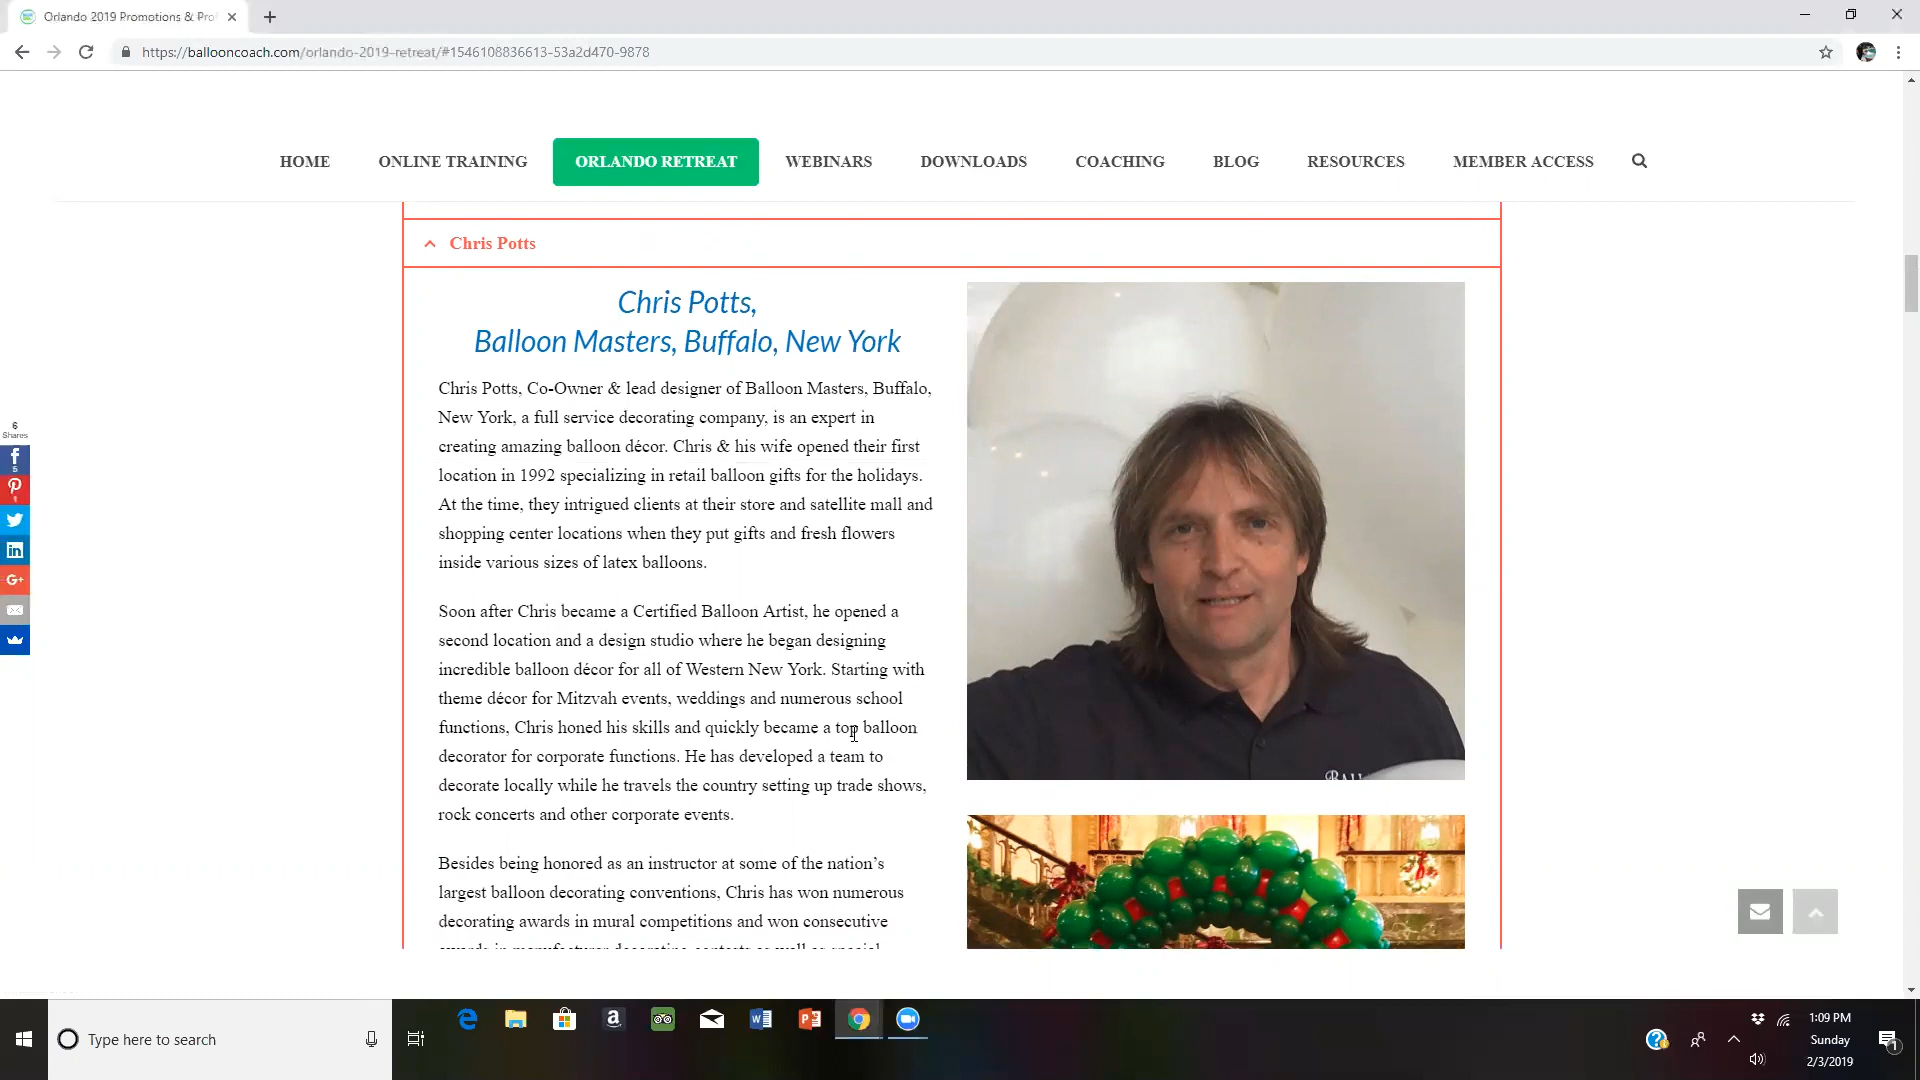 Orlando 2019 Promotions & Prof
https://ballooncoach.com/orlando-2019-retreat/#1546108836613-53a2d470-9878
HOME
ONLINE TRAINING
ORLANDO RETREAT
WEBINARS
DOWNLOADS
COACHING
BLOG
RESOURCES
MEMBER ACCESS
Chris Potts
Chris Potts,
Balloon Masters, Buffalo, New York
Chris Potts, Co-Owner & lead designer of Balloon Masters, Buffalo,
New York, a full service decorating company, is an expert in
creating amazing balloon décor. Chris & his wife opened their first
location in 1992 specializing in retail balloon gifts for the holidays.
At the time, they intrigued clients at their store and satellite mall and
shopping center locations when they put gifts and fresh flowers
inside various sizes of latex balloons.
Soon after Chris became a Certified Balloon Artist, he opened a
second location and a design studio where he began designing
incredible balloon décor for all of Western New York. Starting with
theme décor for Mitzvah events, weddings and numerous school
functions, Chris honed his skills and quickly became a top balloon
decorator for corporate functions. He has developed a team to
decorate locally while he travels the country setting up trade shows,
rock concerts and other corporate events.
Besides being honored as an instructor at some of the nation's
largest balloon decorating conventions, Chris has won numerous
decorating awards in mural competitions and won consecutive
6
Shares
5
1
G+
Type here to search
1:09 PM
Sunday
2/3/2019
1